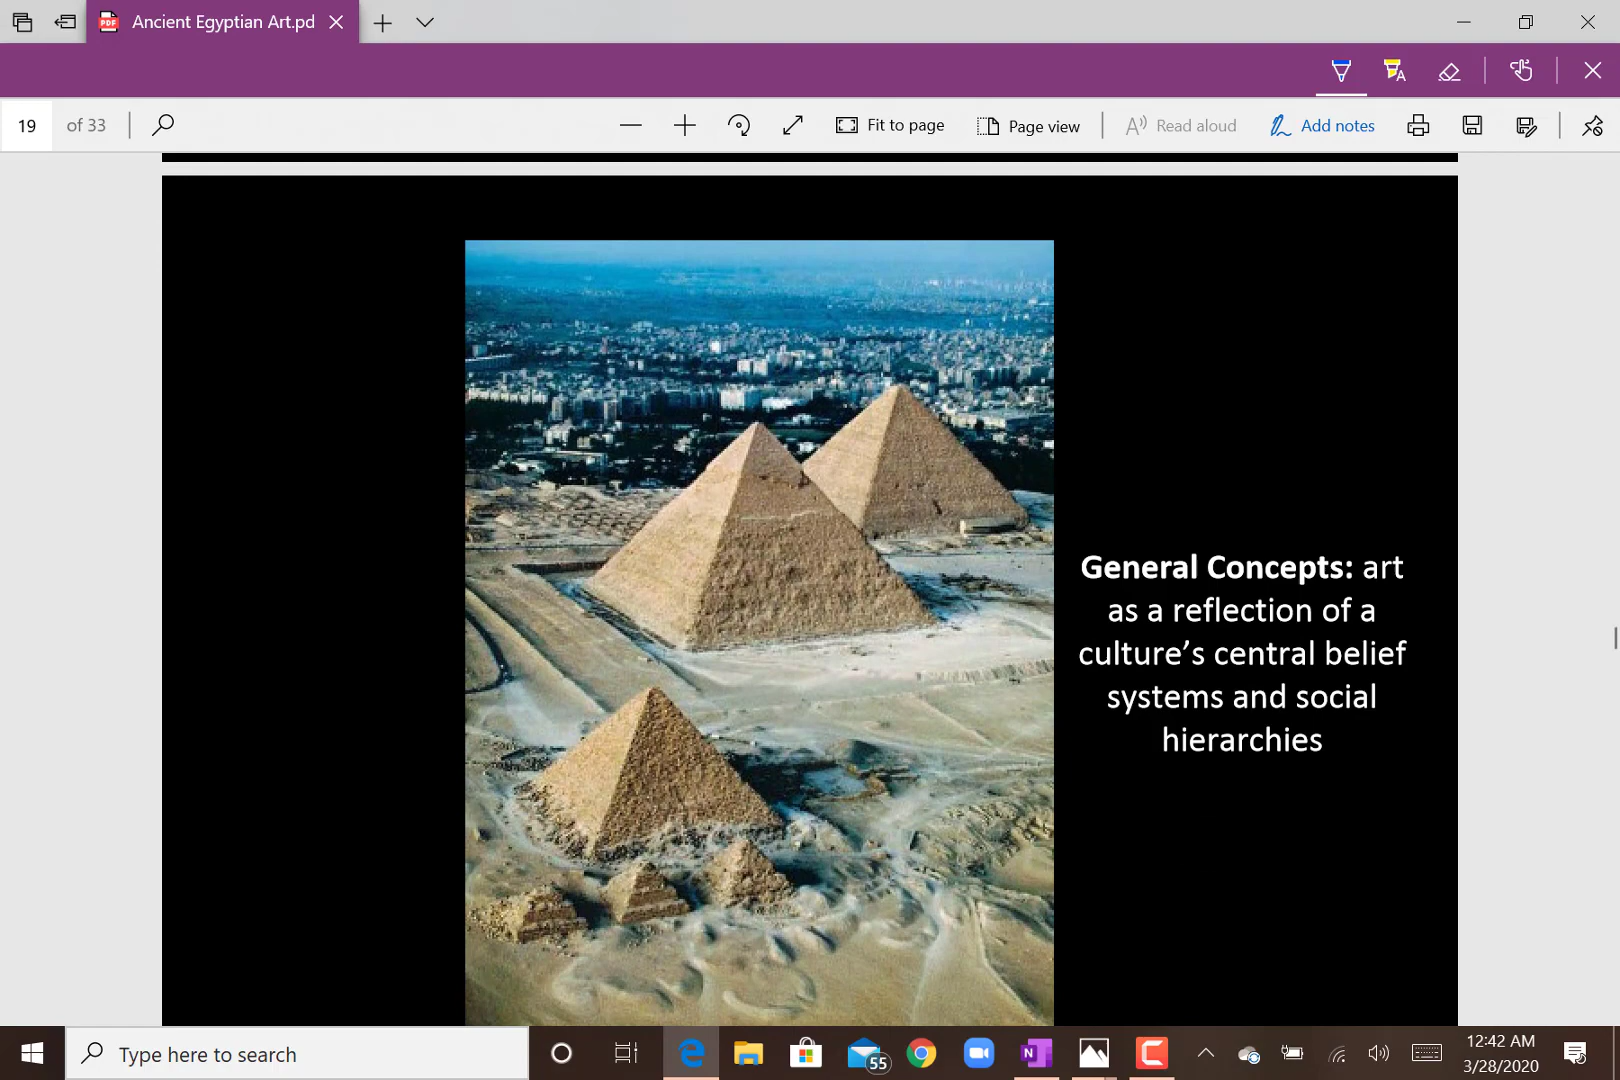 PDF Ancient Egyptian Art.pd
19 of 33
Fit to page
Page view
Read aloud
Add notes
General Concepts: art
as a reflection of a
culture's central belief
systems and social
hierarchies
Type here to search
55
N
12:42 AM
3/28/2020